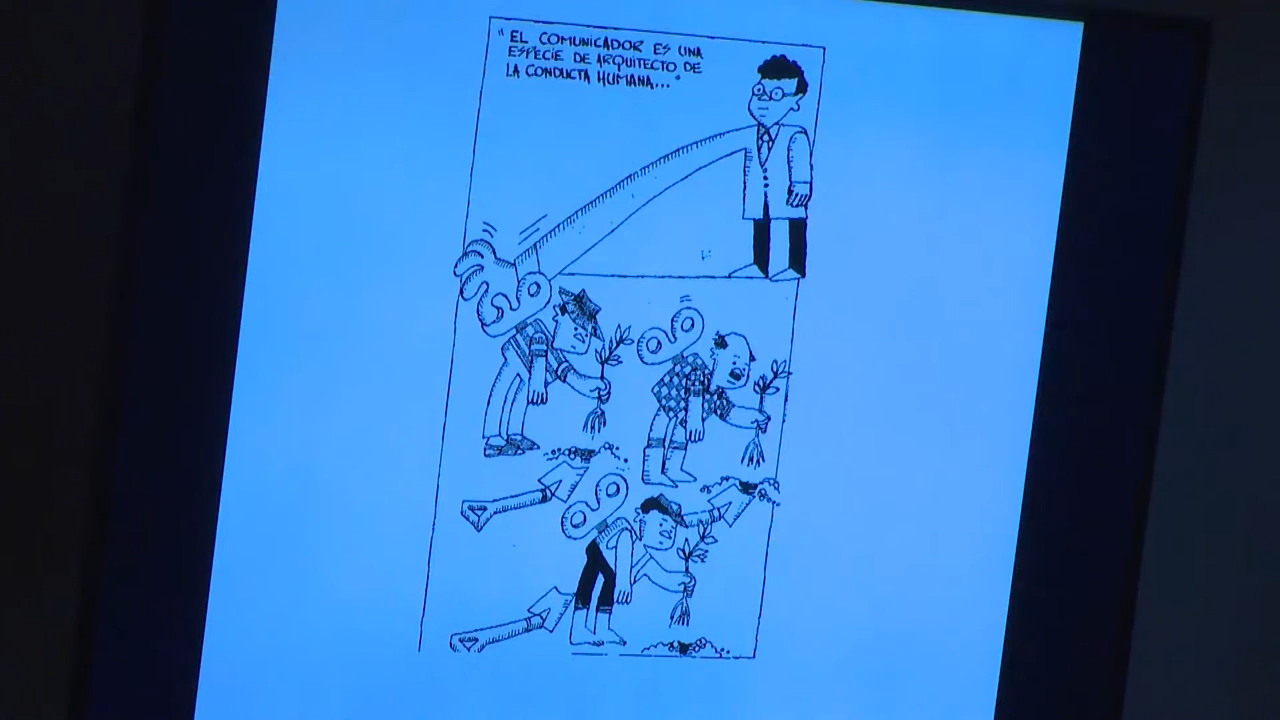 "EL COMUNICADOR ES UNA
ESPECIE DE ARQUITECTO DE
LA CONDUCTA HUMANA..."